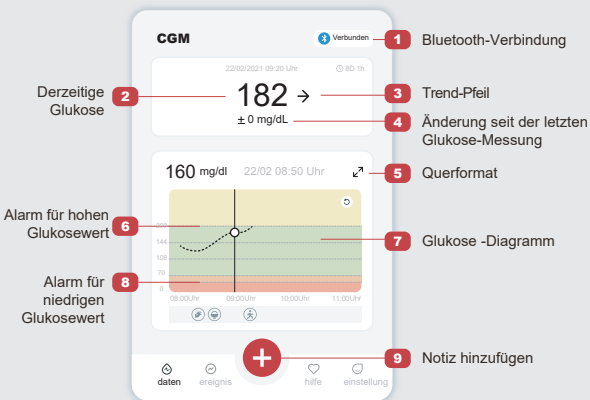 CGM
Verbunden
1 Bluetooth-Verbindung
22/02/2021 09:20 Uhr
8D 1h
Derzeitige
Glukose
2
182
3 Trend-Pfeil
± 0 mg/dL
4 Änderung seit der letzten
Glukose-Messung
160 mg/dl
22/02 08:50 Uhr
5 Querformat
Alarm für hohen
Glukosewert
6
144
108
70
0
7 Glukose -Diagramm
Alarm für
niedrigen
Glukosewert
8
08:00Uhr
09:00Uhr
10:00Uhr
11:00Uhr
9 Notiz hinzufügen
daten
ereignis
hilfe
einstellung